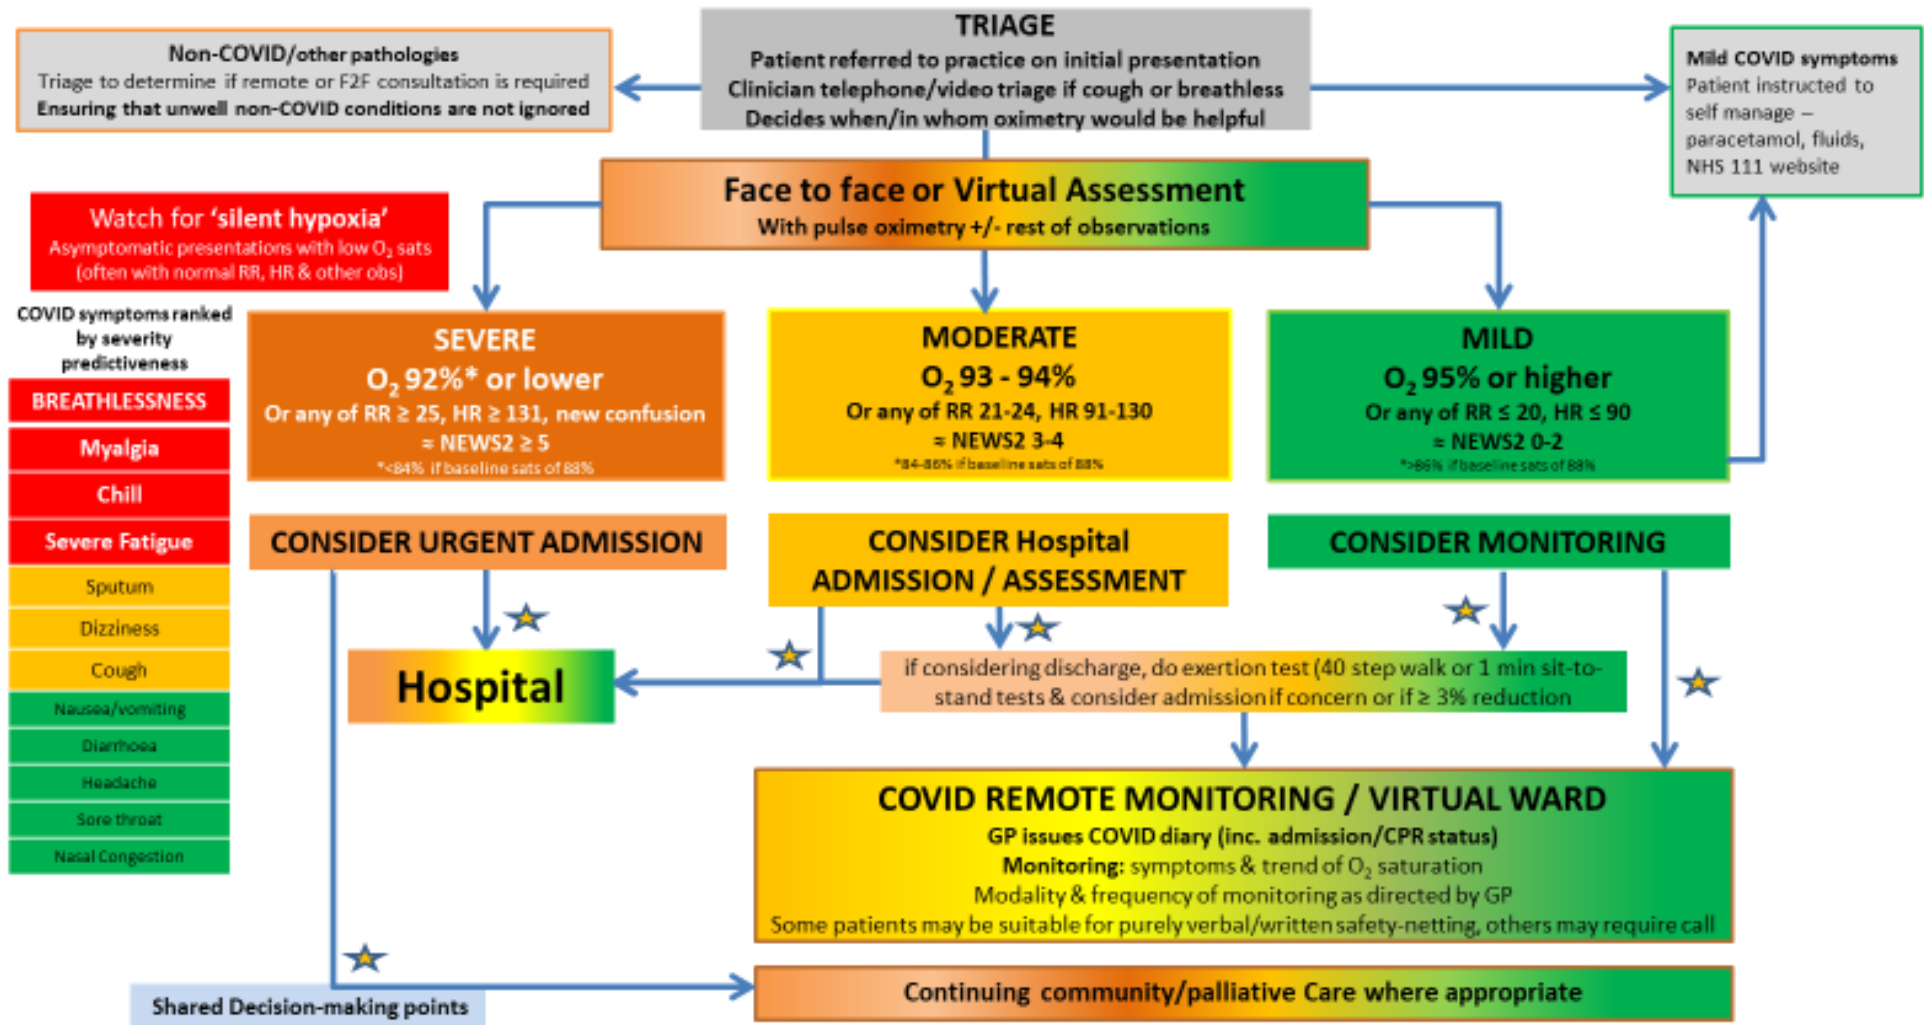 TRIAGE
Patient referred to practice on initial presentation
Clinician telephone/video triage if cough or breathless
Decides when/in whom oximetry would be helpful
Non-COVID/other pathologies
Triage to determine if remote or F2F consultation is required
Ensuring that unwell non-COVID conditions are not ignored
Mild COVID symptoms
Patient instructed to
self manage –
paracetamol, fluids,
NHS 111 website
Face to face or Virtual Assessment
With pulse oximetry +/- rest of observations
Watch for ‘silent hypoxia’
Asymptomatic presentations with low O₂ sats
(often with normal RR, HR & other obs)
COVID symptoms ranked
by severity
predictiveness
BREATHLESSNESS
Myalgia
Chill
Severe Fatigue
Sputum
Dizziness
Cough
Nausea/vomiting
Diarrhoea
Headache
Sore throat
Nasal Congestion
SEVERE
O₂ 92%* or lower
Or any of RR ≥ 25, HR ≥ 131, new confusion
≈ NEWS2 ≥ 5
*<84% if baseline sats of 88%
MODERATE
O₂ 93 - 94%
Or any of RR 21-24, HR 91-130
≈ NEWS2 3-4
*84-86% if baseline sats of 88%
MILD
O₂ 95% or higher
Or any of RR ≤ 20, HR ≤ 90
≈ NEWS2 0-2
*>86% if baseline sats of 88%
CONSIDER URGENT ADMISSION
CONSIDER Hospital
ADMISSION / ASSESSMENT
CONSIDER MONITORING
Hospital
if considering discharge, do exertion test (40 step walk or 1 min sit-to-
stand tests & consider admission if concern or if ≥ 3% reduction
COVID REMOTE MONITORING / VIRTUAL WARD
GP issues COVID diary (inc. admission/CPR status)
Monitoring: symptoms & trend of O₂ saturation
Modality & frequency of monitoring as directed by GP
Some patients may be suitable for purely verbal/written safety-netting, others may require call
Continuing community/palliative Care where appropriate
Shared Decision-making points